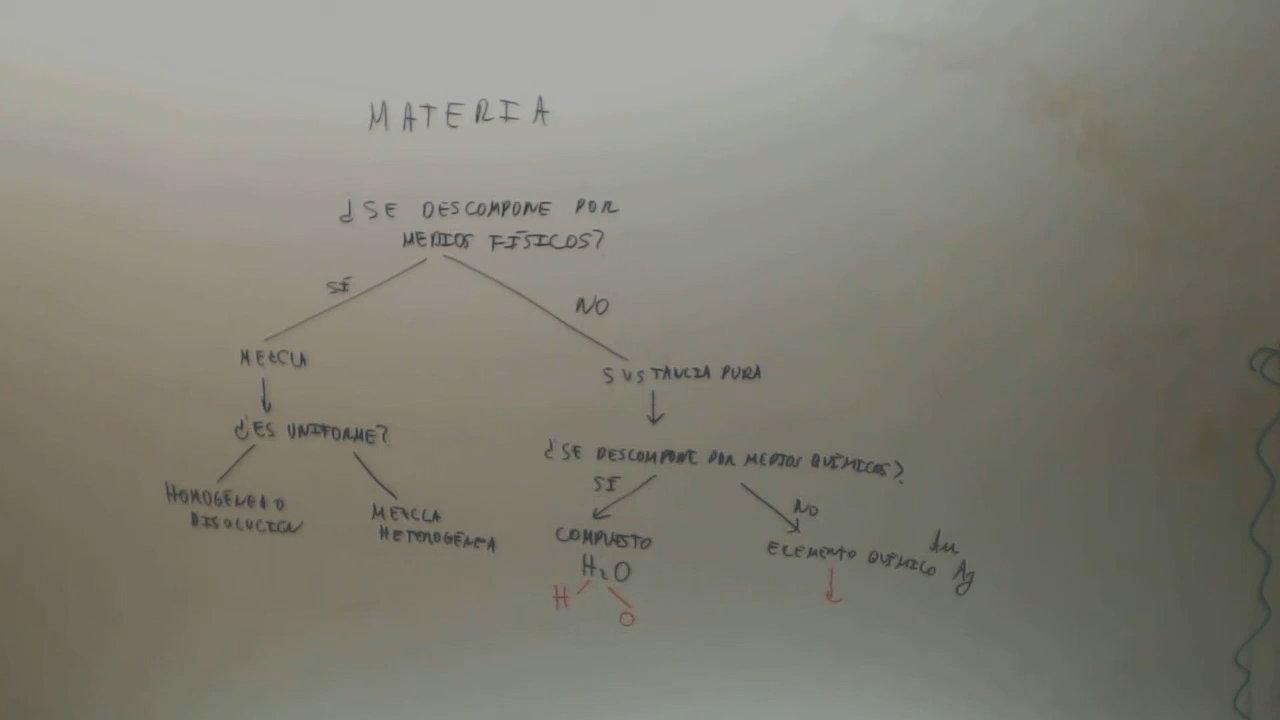 MATERIA
¿SE DESCOMPONE POR
MEDIOS FÍSICOS?
SÍ
NO
MEZCLA
SUSTANCIA PURA
¿ES UNIFORME?
¿SE DESCOMPONE POR MEDIOS QUÍMICOS?
SÍ
NO
HOMOGÉNEA O
DISOLUCIÓN
MEZCLA
HETEROGÉNEA
COMPUESTO
ELEMENTO QUÍMICO
Ag
H₂O
H
O